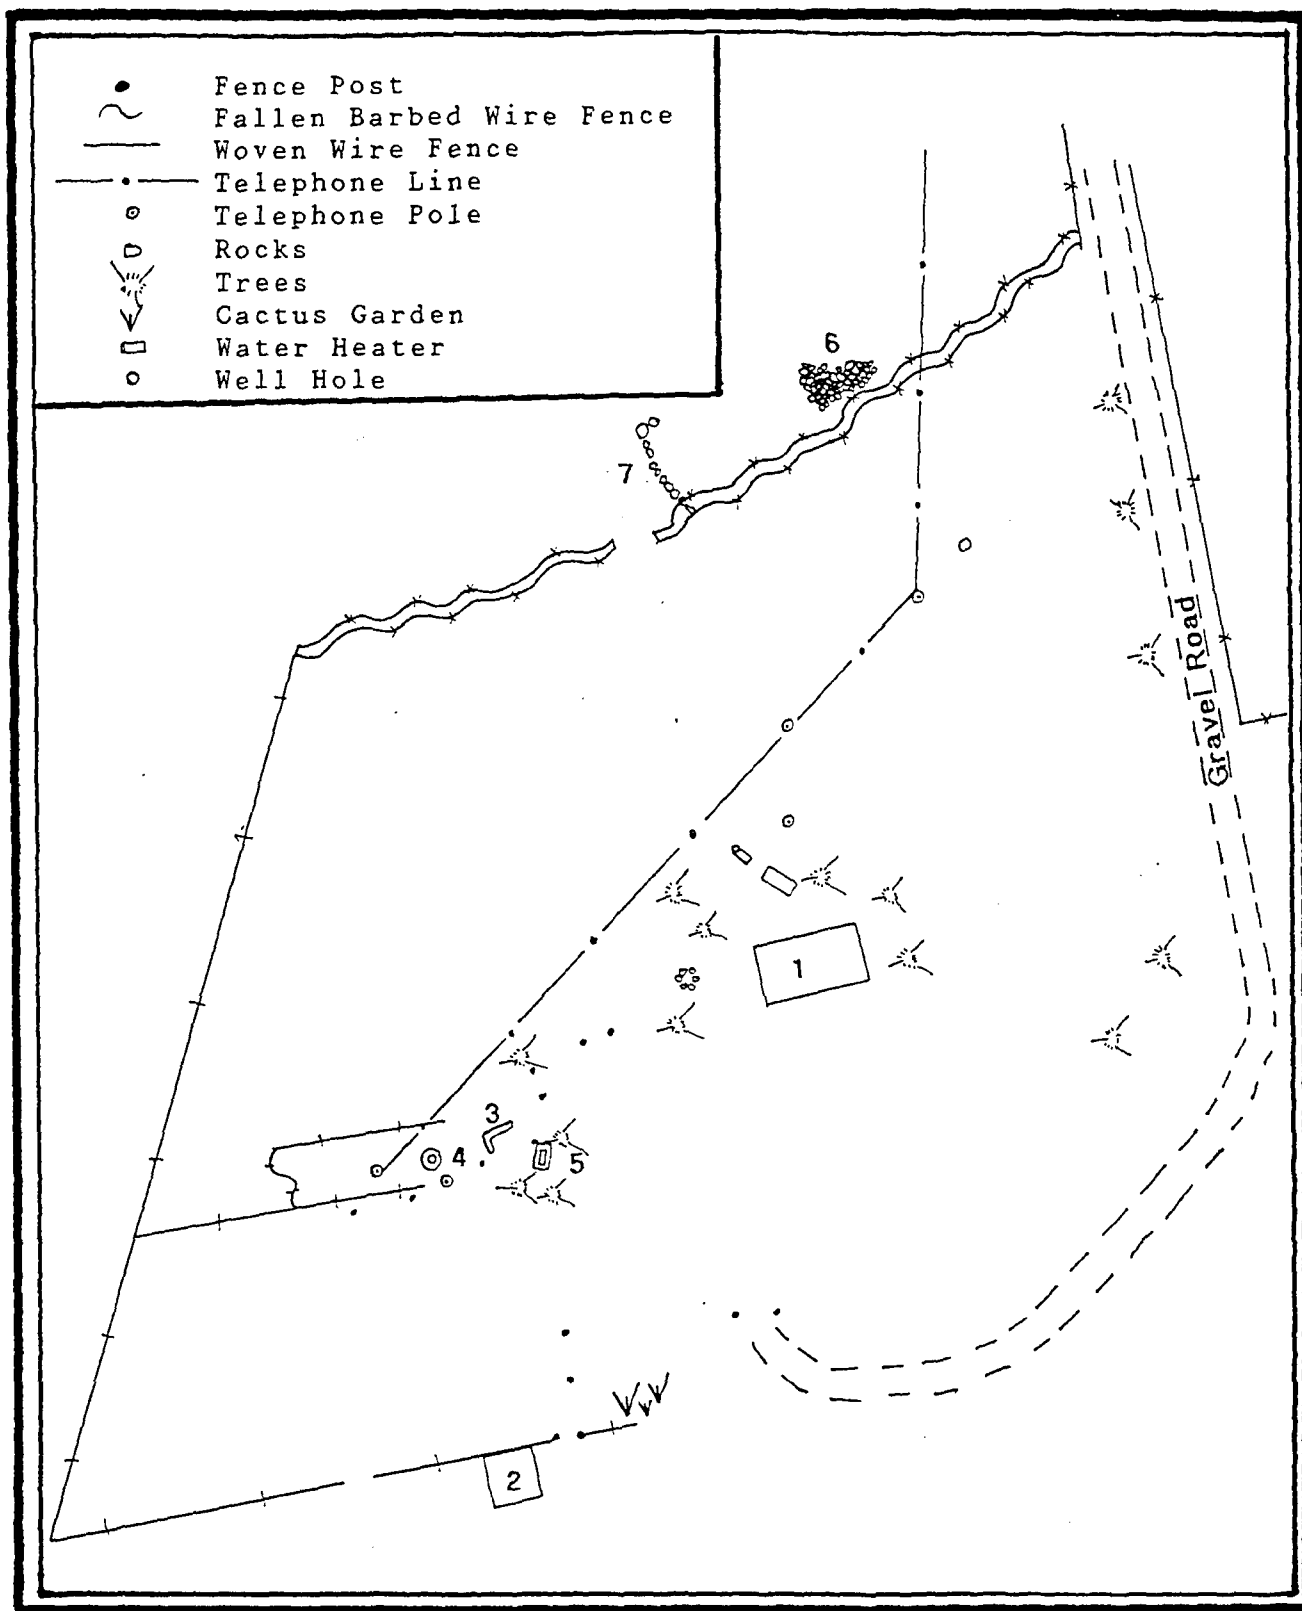 Fence Post
Fallen Barbed Wire Fence
Woven Wire Fence
Telephone Line
Telephone Pole
Rocks
Trees
Cactus Garden
Water Heater
Well Hole
6
7
Gravel Road
1
3
4
5
2